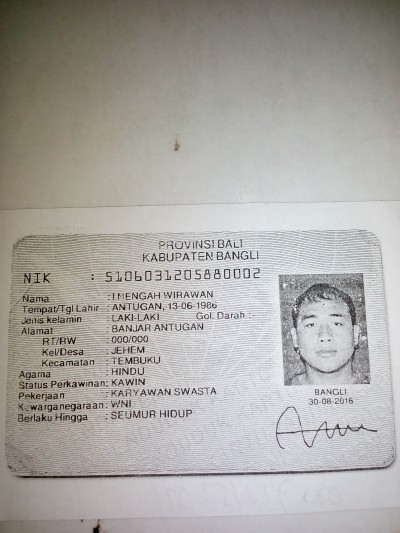 PROVINSI BALI
KABUPATEN BANGLI
NIK : 5106031205880002
Nama : I NENGAH WIRAWAN
Tempat/Tgl Lahir : ANTUGAN, 13-06-1986
Jenis kelamin : LAKI-LAKI Gol. Darah :
Alamat : BANJAR ANTUGAN
RT/RW : 000/000
Kel/Desa : JEHEM
Kecamatan : TEMBUKU
Agama : HINDU
Status Perkawinan: KAWIN
Pekerjaan : KARYAWAN SWASTA
Kewarganegaraan: WNI
Berlaku Hingga : SEUMUR HIDUP
BANGLI
30-08-2016